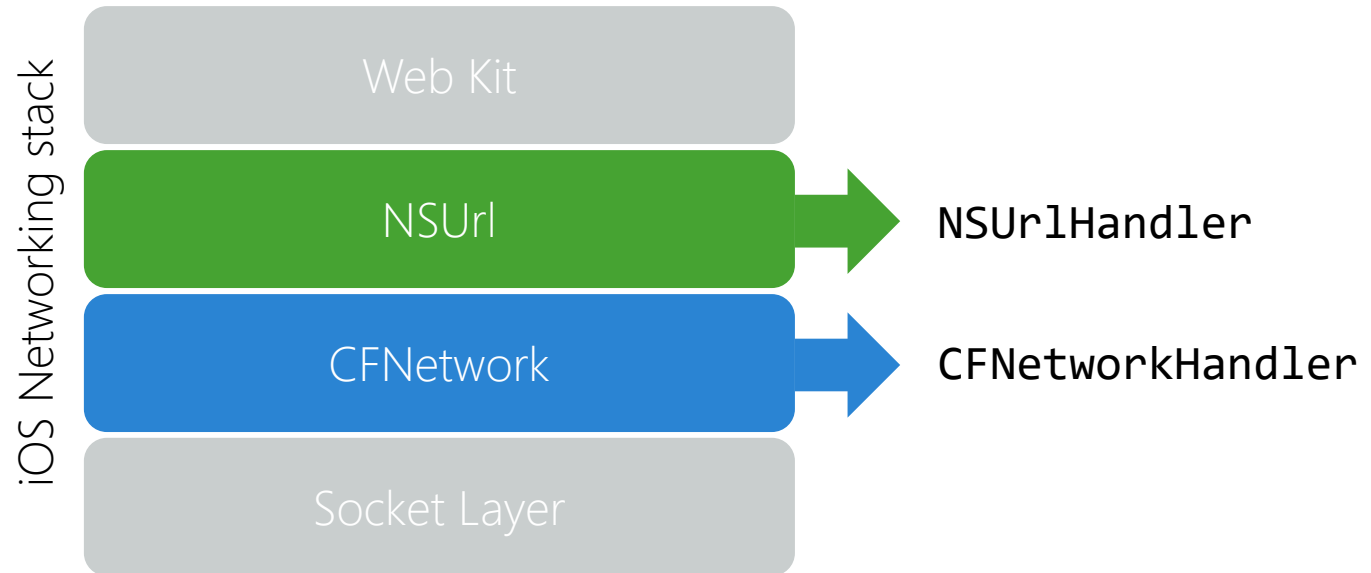 iOS Networking stack
Web Kit
NSUrl
NSUrlHandler
CFNetwork
CFNetworkHandler
Socket Layer